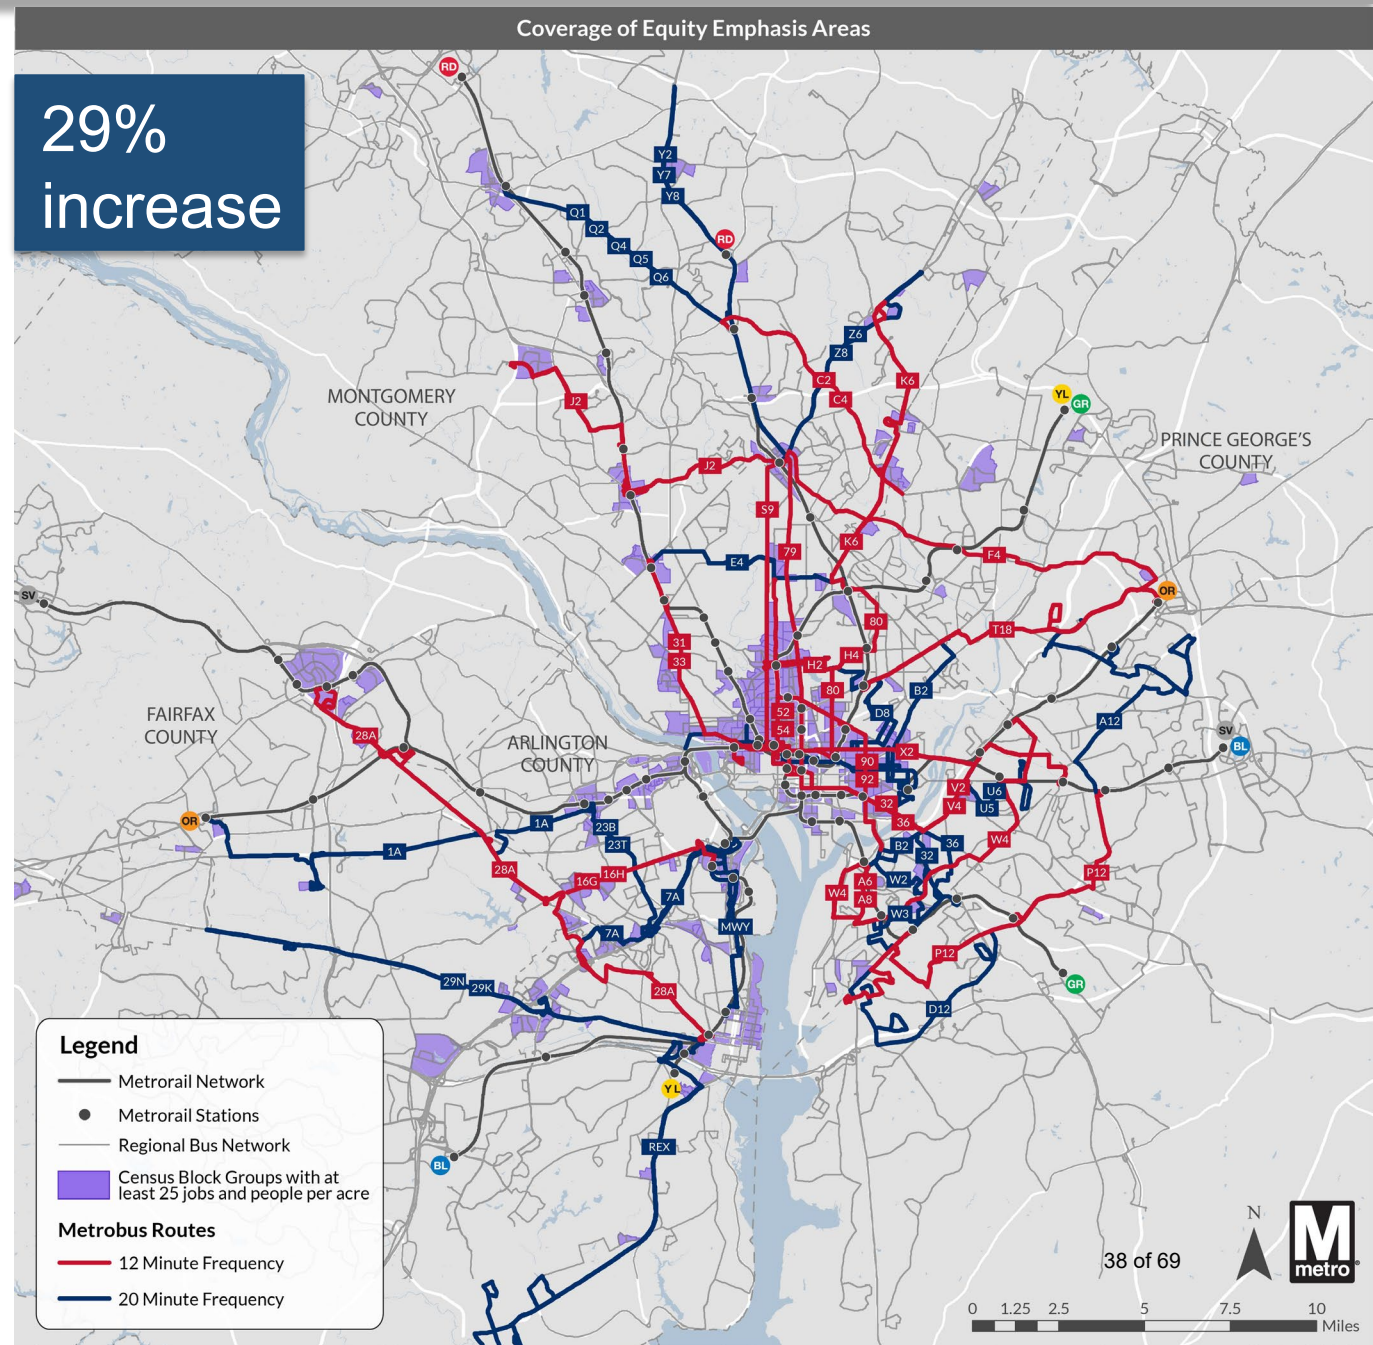 Coverage of Equity Emphasis Areas
29%
increase
RD
Y2
Y7
Y8
Q1
Q2
Q4
Q5
Q6
RD
Z6
Z8
C2
C4
K6
YL
GR
MONTGOMERY
COUNTY
PRINCE GEORGE'S
COUNTY
J2
J2
S9
79
K6
E4
F4
SV
OR
80
T18
31
33
H4
H2
80
B2
52
54
D8
A12
FAIRFAX
COUNTY
28A
ARLINGTON
COUNTY
SV
BL
X2
90
92
V2
V4
U6
U5
32
36
OR
1A
1A
23B
23T
B2
32
36
W4
28A
16G
16H
W2
A6
A8
W4
P12
7A
7A
W3
MWY
P12
29N
29K
28A
GR
D12
YL
REX
BL
Legend
Metrorail Network
Metrorail Stations
Regional Bus Network
Census Block Groups with at
least 25 jobs and people per acre
Metrobus Routes
12 Minute Frequency
20 Minute Frequency
38 of 69
N
M
metro
0 1.25 2.5 5 7.5 10
Miles